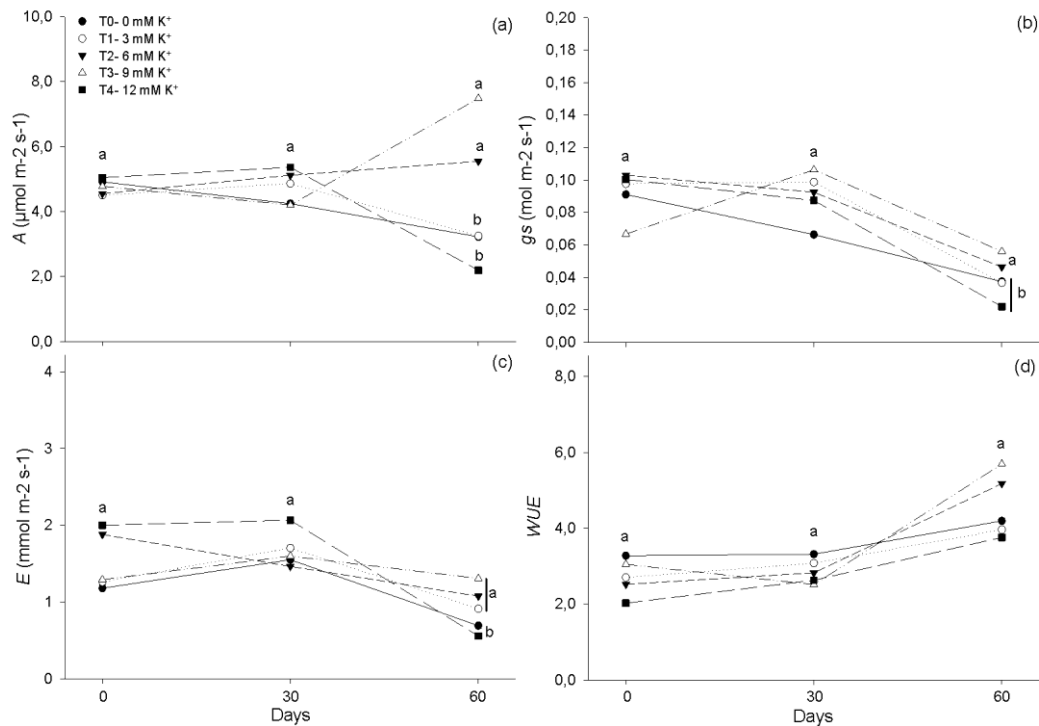 (a)
10,0
8,0
6,0
4,0
2,0
0,0
A (µmol m-2 s-1)
T0- 0 mM K⁺
T1- 3 mM K⁺
T2- 6 mM K⁺
T3- 9 mM K⁺
T4- 12 mM K⁺
a
a
a
a
b
b
(b)
0,20
0,18
0,16
0,14
0,12
0,10
0,08
0,06
0,04
0,02
0,00
gs (mol m-2 s-1)
a
a
a
b
(c)
4
3
2
1
0
E (mmol m-2 s-1)
a
a
a
b
0
30
60
Days
(d)
8,0
6,0
4,0
2,0
0,0
WUE
a
a
a
0
30
60
Days